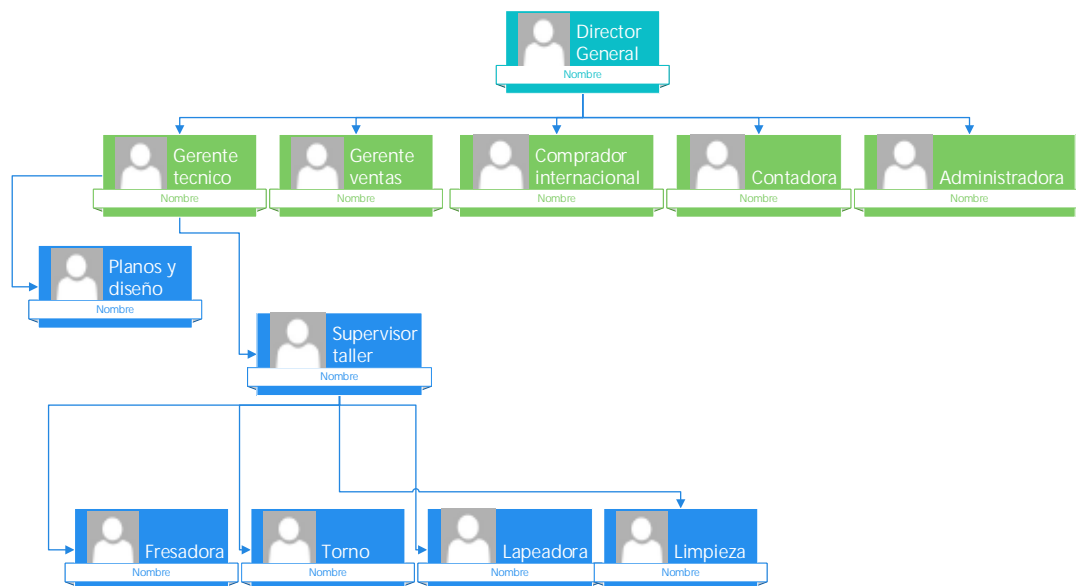 Director
General
Nombre
Gerente
tecnico
Nombre
Gerente
ventas
Nombre
Comprador
internacional
Nombre
Contadora
Nombre
Administradora
Nombre
Planos y
diseño
Nombre
Supervisor
taller
Nombre
Fresadora
Nombre
Torno
Nombre
Lapeadora
Nombre
Limpieza
Nombre